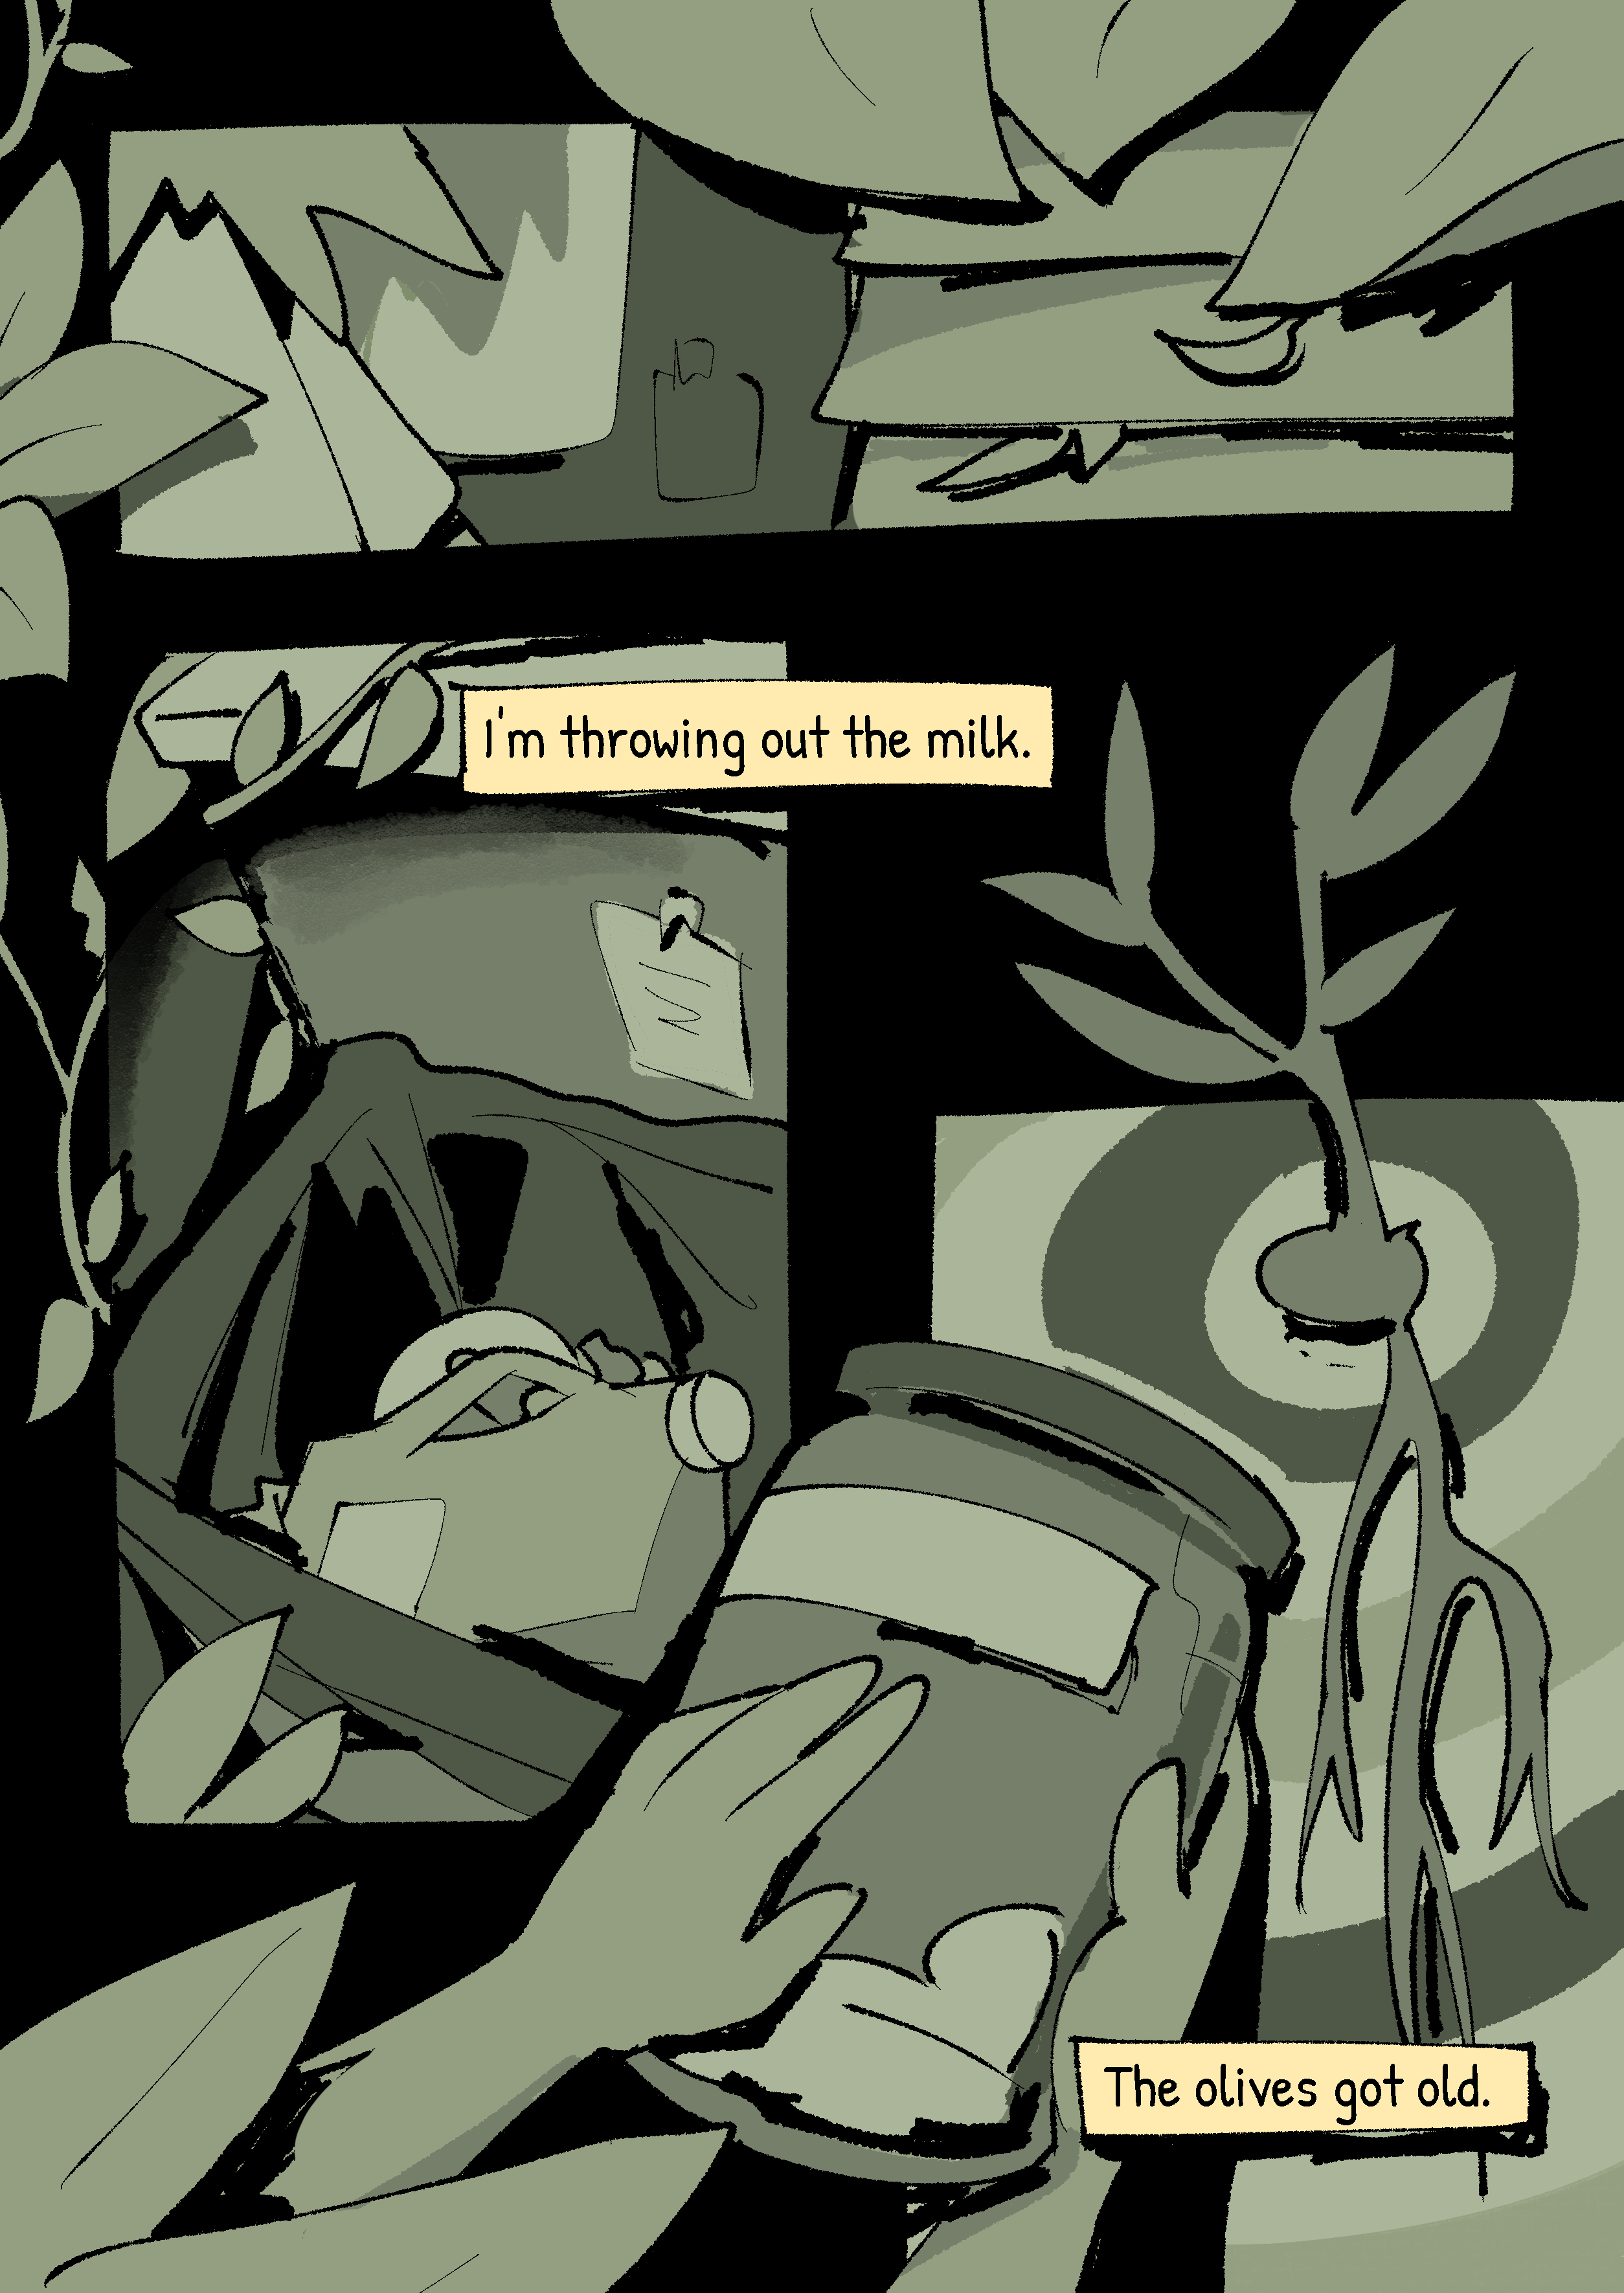 I'm throwing out the milk.
The olives got old.